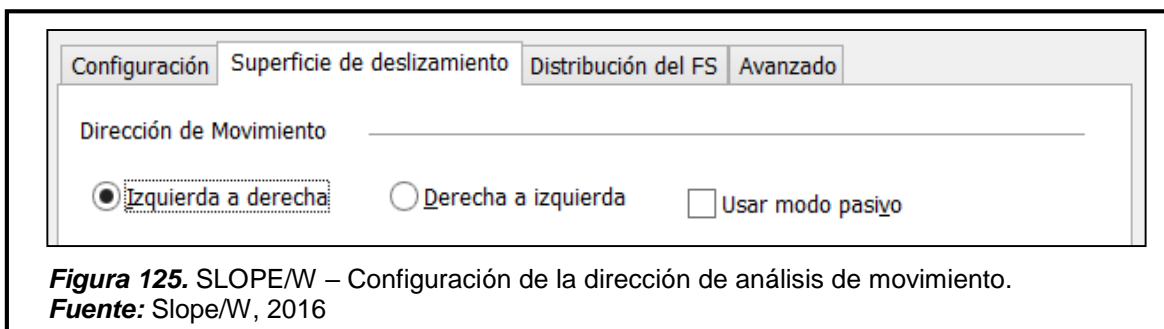 Configuración Superficie de deslizamiento Distribución del FS Avanzado
Dirección de Movimiento
Izquierda a derecha Derecha a izquierda Usar modo pasivo
Figura 125. SLOPE/W – Configuración de la dirección de análisis de movimiento.
Fuente: Slope/W, 2016